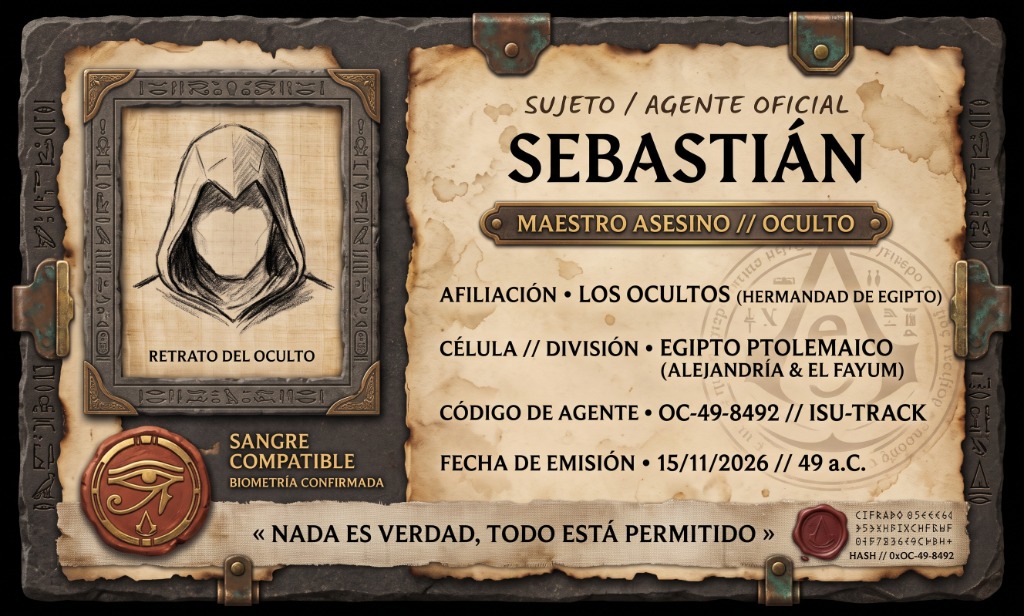 SUJETO / AGENTE OFICIAL
SEBASTIÁN
MAESTRO ASESINO // OCULTO
AFILIACIÓN • LOS OCULTOS (HERMANDAD DE EGIPTO)
CÉLULA // DIVISIÓN • EGIPTO PTOLEMAICO
(ALEJANDRÍA & EL FAYUM)
CÓDIGO DE AGENTE • OC-49-8492 // ISU-TRACK
FECHA DE EMISIÓN • 15/11/2026 // 49 a.C.
RETRATO DEL OCULTO
SANGRE
COMPATIBLE
BIOMETRÍA CONFIRMADA
« NADA ES VERDAD, TODO ESTÁ PERMITIDO »
CIFRADO
HASH // 0xOC-49-8492